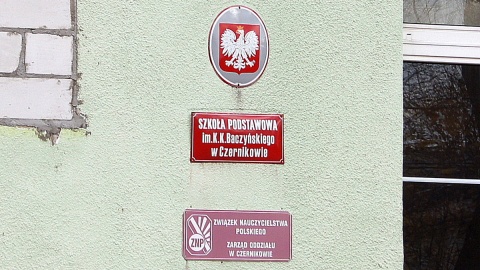 SZKOŁA PODSTAWOWA
im.K.K.Baczyńskiego
w Czernikowie
ZNP
ZWIĄZEK NAUCZYCIELSTWA
POLSKIEGO
ZARZĄD ODDZIAŁU
W CZERNIKOWIE